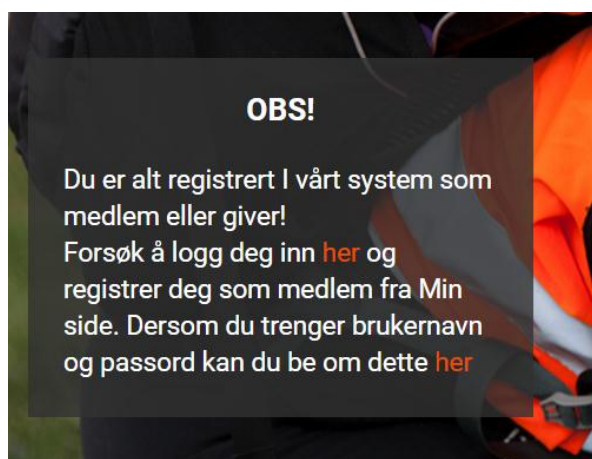 OBS!
Du er alt registrert I vårt system som
medlem eller giver!
Forsøk å logg deg inn her og
registrer deg som medlem fra Min
side. Dersom du trenger brukernavn
og passord kan du be om dette her